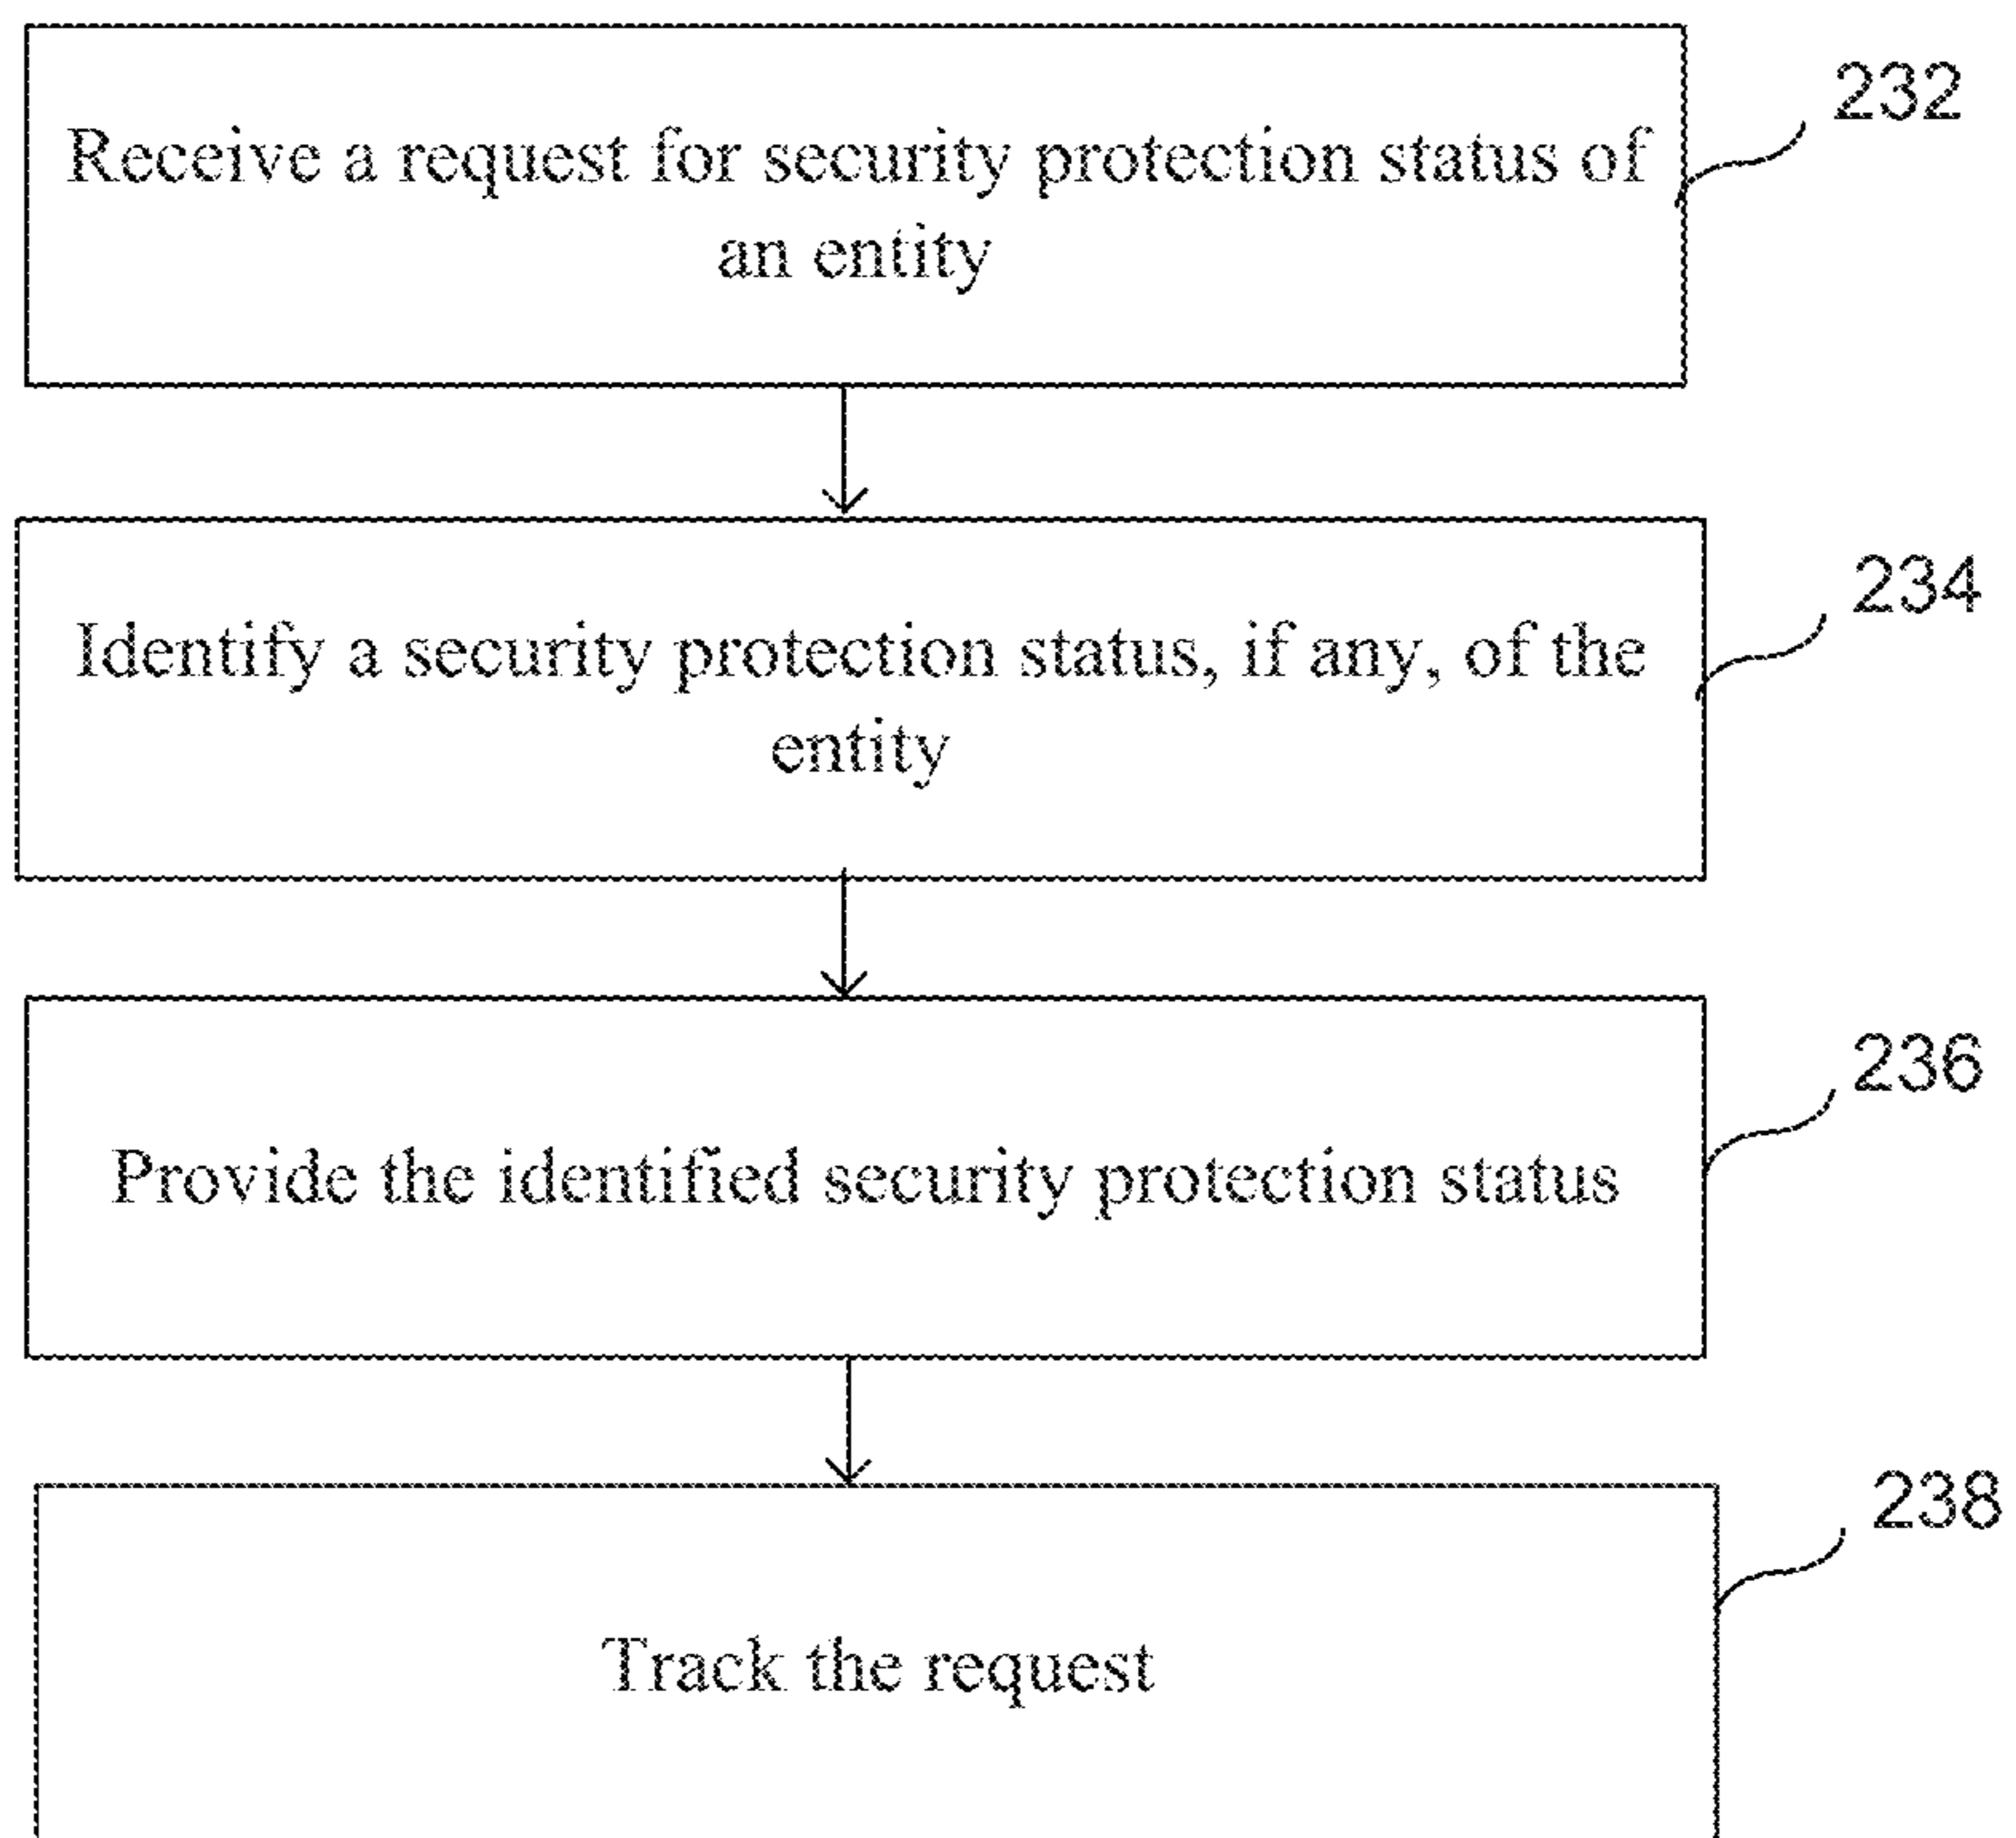 232
Receive a request for security protection status of
an entity
234
Identify a security protection status, if any, of the
entity
236
Provide the identified security protection status
238
Track the request